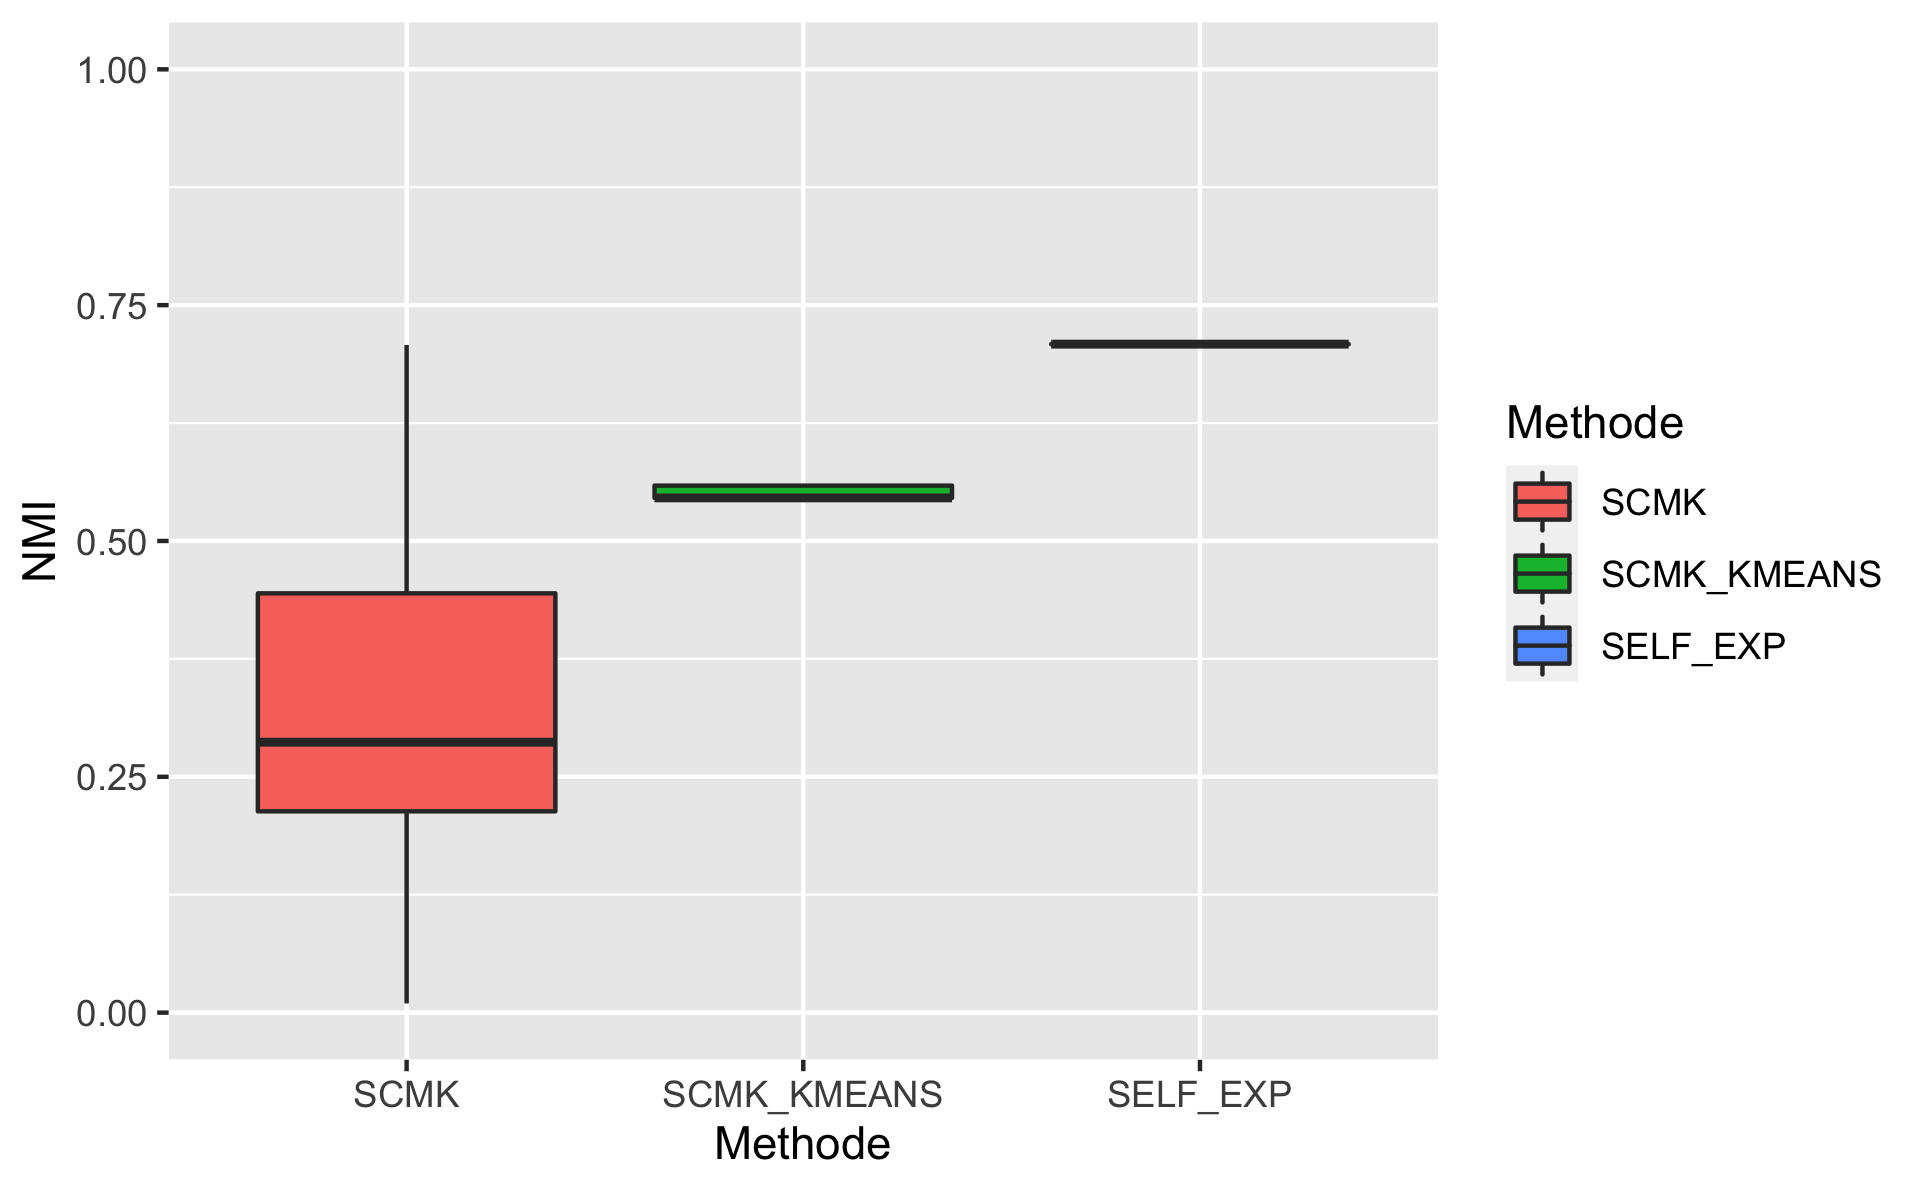 1.00
0.75
0.50
0.25
0.00
NMI
SCMK
SCMK_KMEANS
SELF_EXP
Methode
Methode
SCMK
SCMK_KMEANS
SELF_EXP